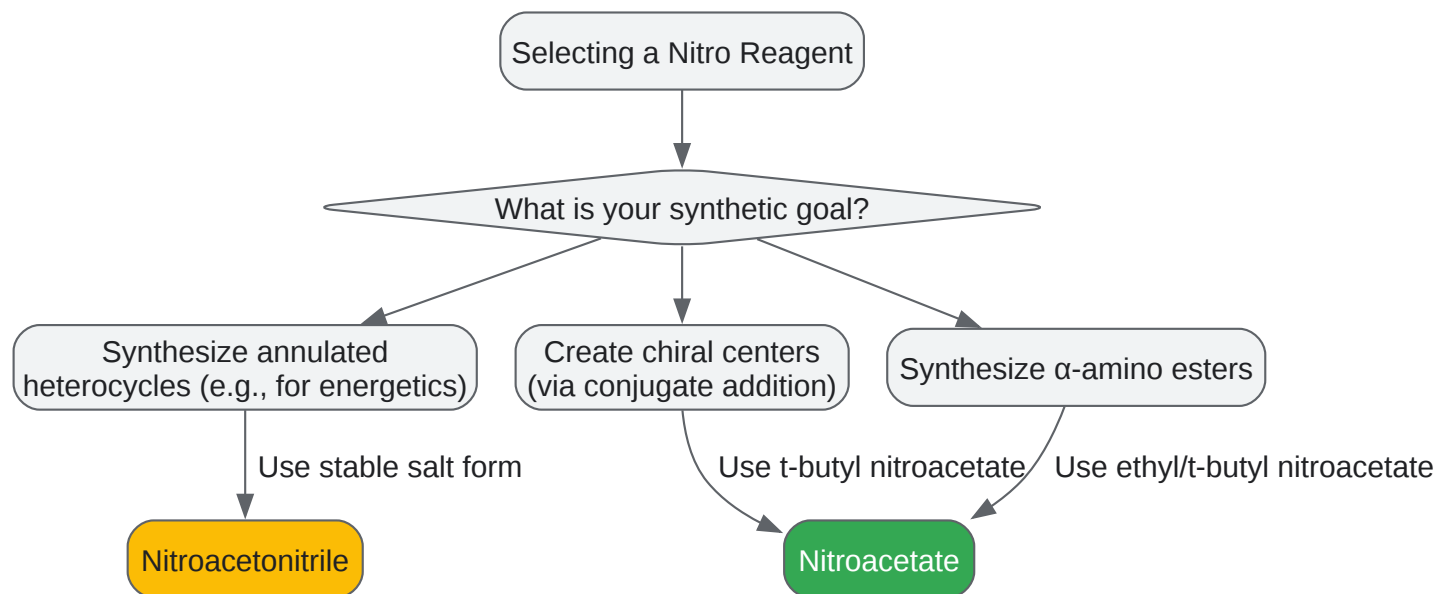 Selecting a Nitro Reagent
What is your synthetic goal?
Synthesize annulated
heterocycles (e.g., for energetics)
Create chiral centers
(via conjugate addition)
Synthesize α-amino esters
Use stable salt form
Use t-butyl nitroacetate
Use ethyl/t-butyl nitroacetate
Nitroacetonitrile
Nitroacetate